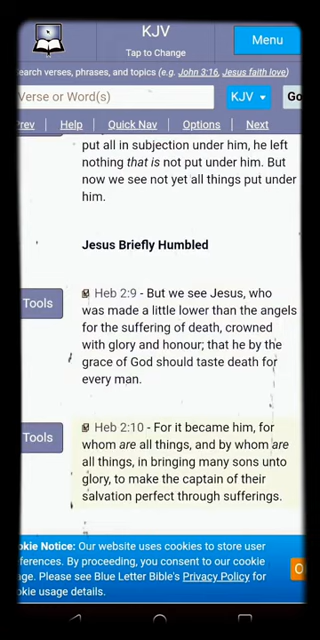 KJV
Tap to Change
Menu
earch verses, phrases, and topics (e.g. John 3:16, Jesus faith love)
Verse or Word(s)
KJV
Go
Prev | Help | Quick Nav | Options | Next
put all in subjection under him, he left
nothing that is not put under him. But
now we see not yet all things put under
him.
Jesus Briefly Humbled
Tools
Heb 2:9 - But we see Jesus, who
was made a little lower than the angels
for the suffering of death, crowned
with glory and honour; that he by the
grace of God should taste death for
every man.
Tools
Heb 2:10 - For it became him, for
whom are all things, and by whom are
all things, in bringing many sons unto
glory, to make the captain of their
salvation perfect through sufferings.
okie Notice: Our website uses cookies to store user
ferences. By proceeding, you consent to our cookie
age. Please see Blue Letter Bible's Privacy Policy for
okie usage details.